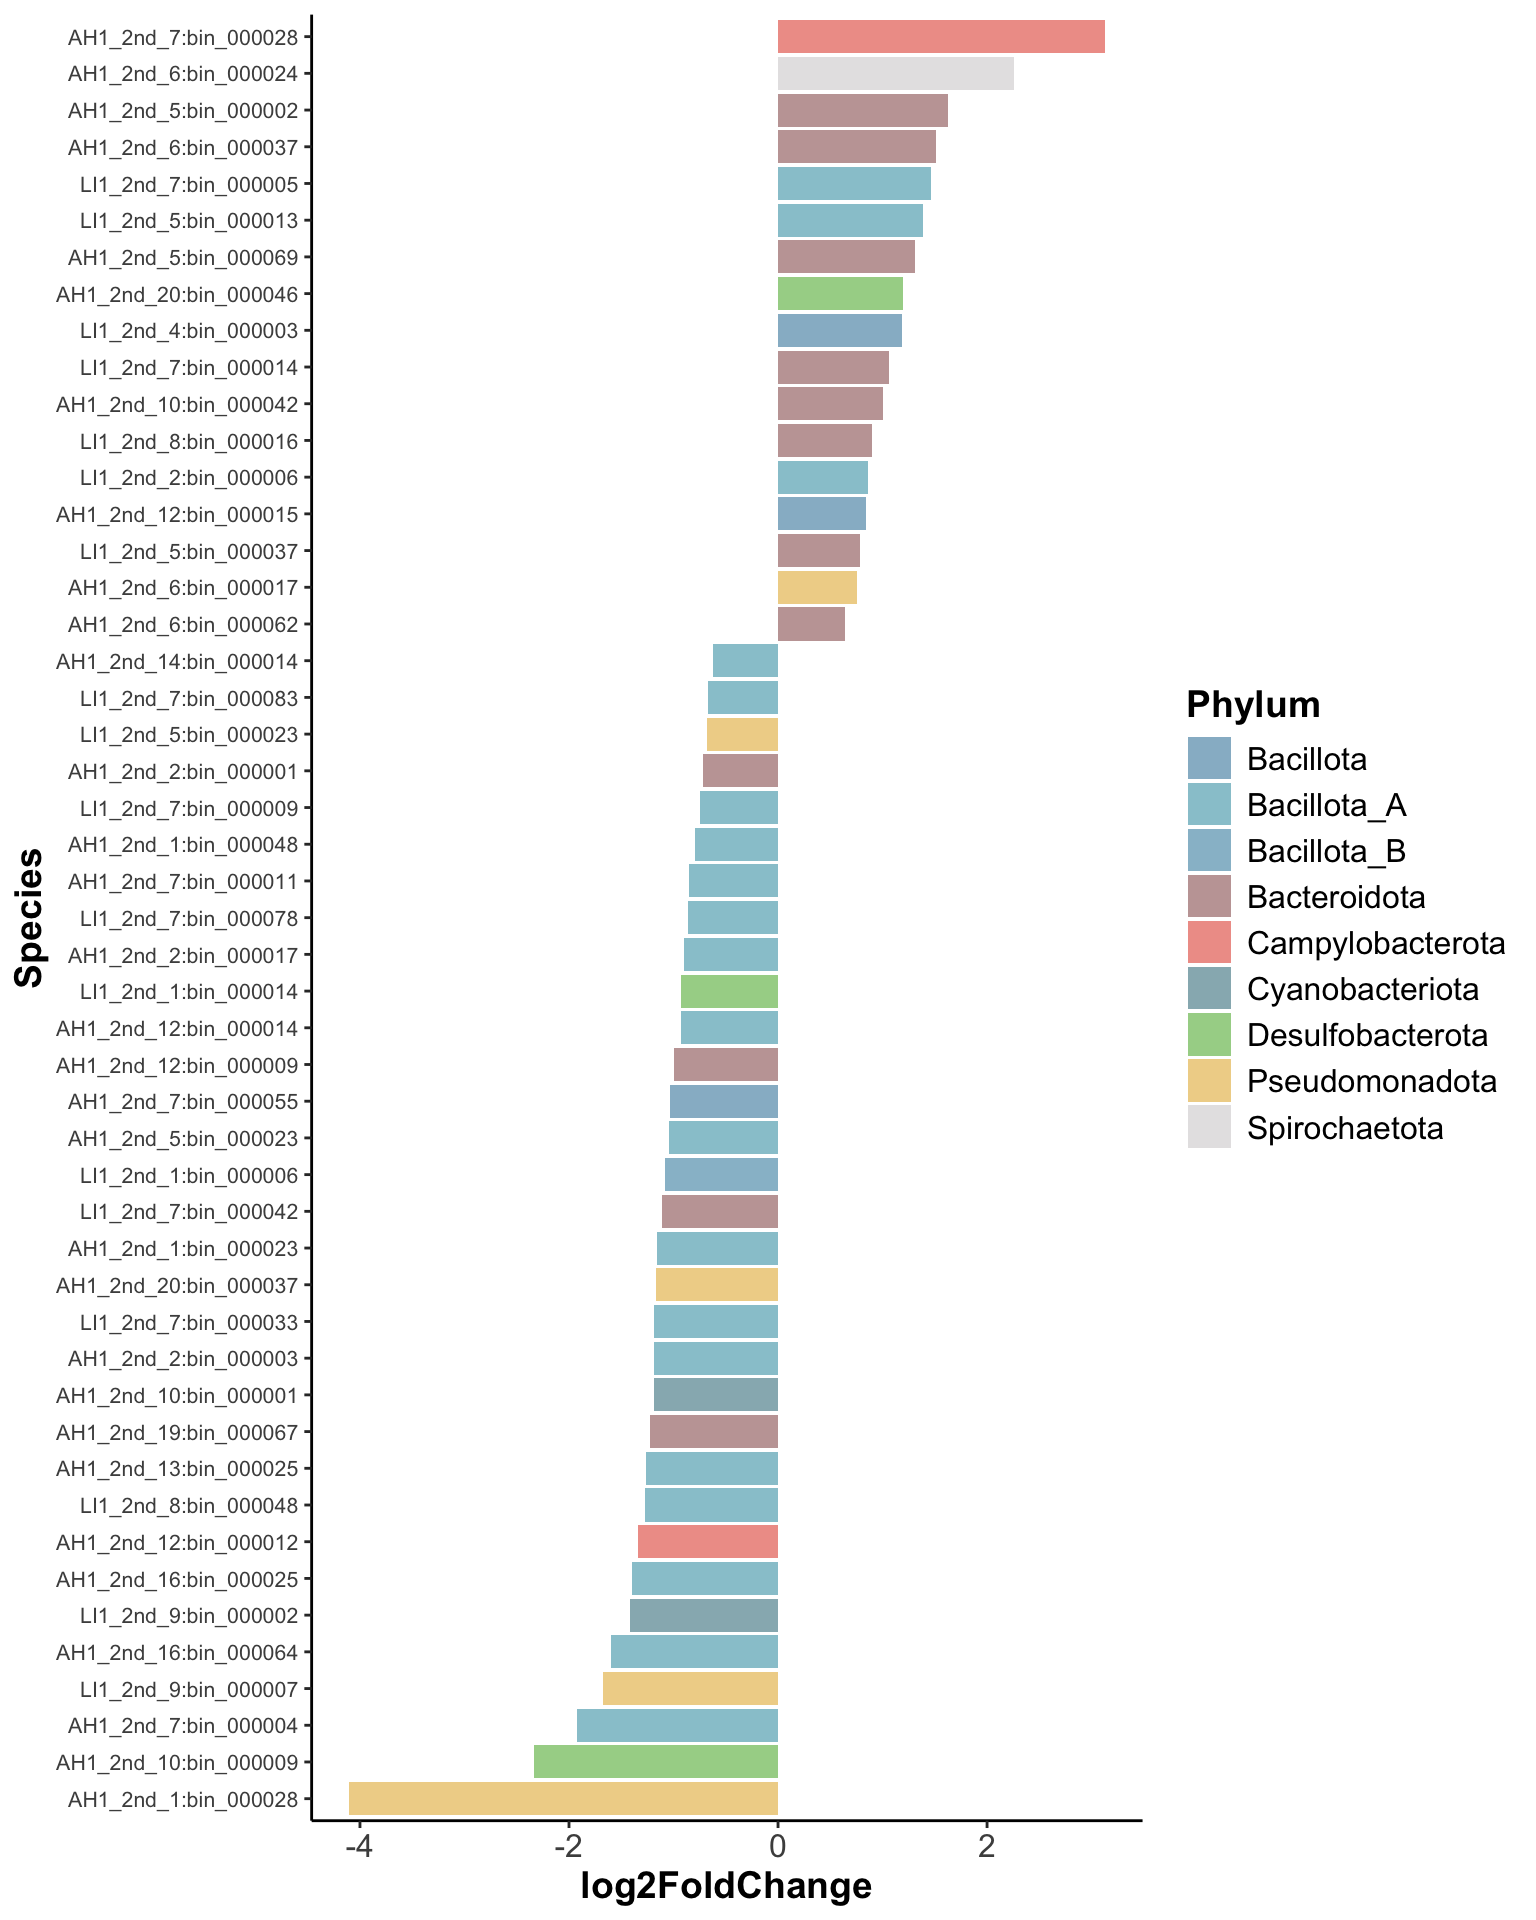 AH1_2nd_7:bin_000028
AH1_2nd_6:bin_000024
AH1_2nd_5:bin_000002
AH1_2nd_6:bin_000037
LI1_2nd_7:bin_000005
LI1_2nd_5:bin_000013
AH1_2nd_5:bin_000069
AH1_2nd_20:bin_000046
LI1_2nd_4:bin_000003
LI1_2nd_7:bin_000014
AH1_2nd_10:bin_000042
LI1_2nd_8:bin_000016
LI1_2nd_2:bin_000006
AH1_2nd_12:bin_000015
LI1_2nd_5:bin_000037
AH1_2nd_6:bin_000017
AH1_2nd_6:bin_000062
AH1_2nd_14:bin_000014
LI1_2nd_7:bin_000083
LI1_2nd_5:bin_000023
AH1_2nd_2:bin_000001
LI1_2nd_7:bin_000009
AH1_2nd_1:bin_000048
AH1_2nd_7:bin_000011
LI1_2nd_7:bin_000078
AH1_2nd_2:bin_000017
LI1_2nd_1:bin_000014
AH1_2nd_12:bin_000014
AH1_2nd_12:bin_000009
AH1_2nd_7:bin_000055
AH1_2nd_5:bin_000023
LI1_2nd_1:bin_000006
LI1_2nd_7:bin_000042
AH1_2nd_1:bin_000023
AH1_2nd_20:bin_000037
LI1_2nd_7:bin_000033
AH1_2nd_2:bin_000003
AH1_2nd_10:bin_000001
AH1_2nd_19:bin_000067
AH1_2nd_13:bin_000025
LI1_2nd_8:bin_000048
AH1_2nd_12:bin_000012
AH1_2nd_16:bin_000025
LI1_2nd_9:bin_000002
AH1_2nd_16:bin_000064
LI1_2nd_9:bin_000007
AH1_2nd_7:bin_000004
AH1_2nd_10:bin_000009
AH1_2nd_1:bin_000028
Species
-4 -2 0 2
log2FoldChange
Phylum
Bacillota
Bacillota_A
Bacillota_B
Bacteroidota
Campylobacterota
Cyanobacteriota
Desulfobacterota
Pseudomonadota
Spirochaetota